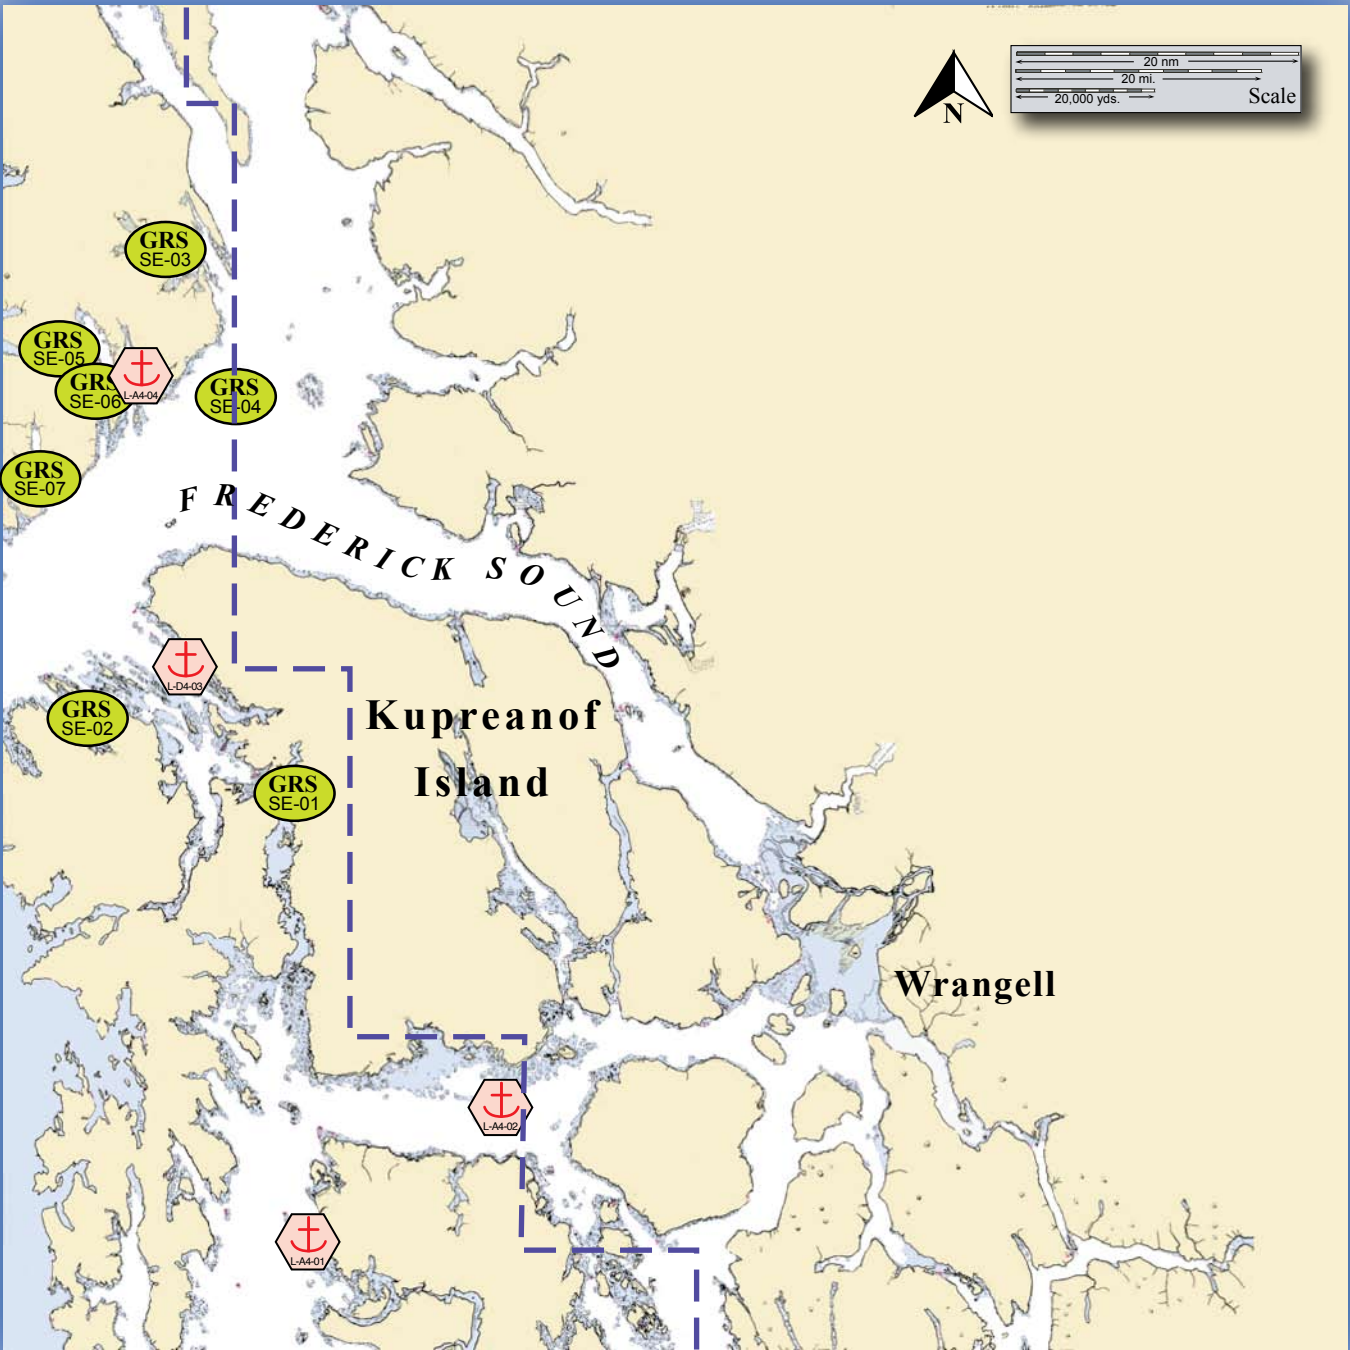 20 nm
20 mi.
20,000 yds.
Scale
N
GRS
SE-03
GRS
SE-05
GRS
SE-06
L-A4-04
GRS
SE-04
GRS
SE-07
FREDERICK SOUND
L-D4-03
GRS
SE-02
Kupreanof
Island
GRS
SE-01
Wrangell
L-A4-02
L-A4-01